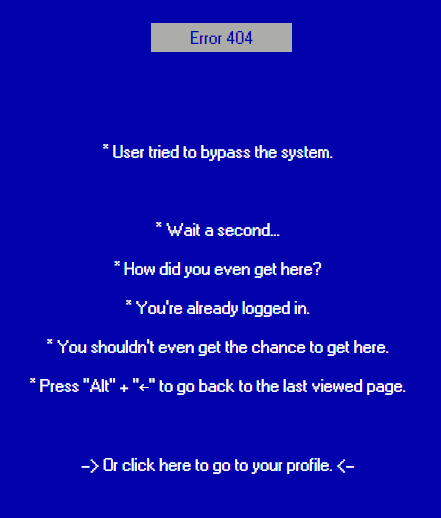 Error 404
* User tried to bypass the system.
* Wait a second...
* How did you even get here?
* You're already logged in.
* You shouldn't even get the chance to get here.
* Press "Alt" + "←" to go back to the last viewed page.
-> Or click here to go to your profile. <-